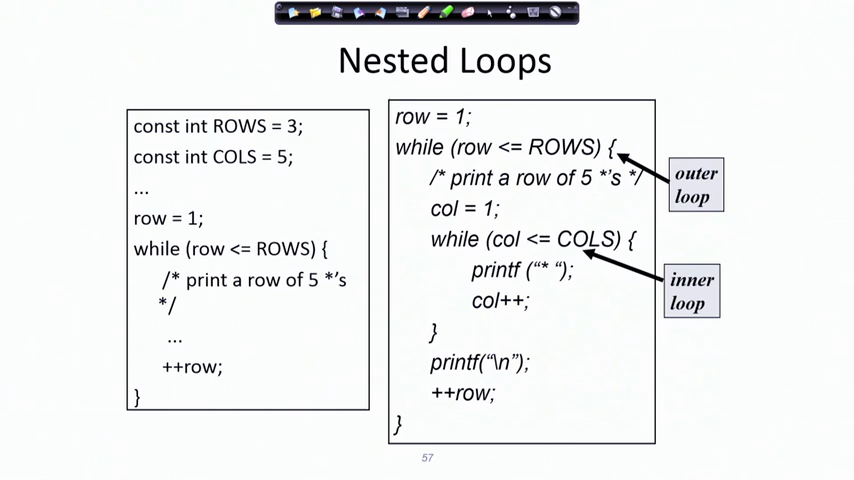 Nested Loops
const int ROWS = 3;
const int COLS = 5;
...
row = 1;
while (row <= ROWS) {
/* print a row of 5 *'s
*/
...
++row;
}
row = 1;
while (row <= ROWS) {
/* print a row of 5 *’s */
col = 1;
while (col <= COLS) {
printf (“* “);
col++;
}
printf(“\n”);
++row;
}
outer
loop
inner
loop
57